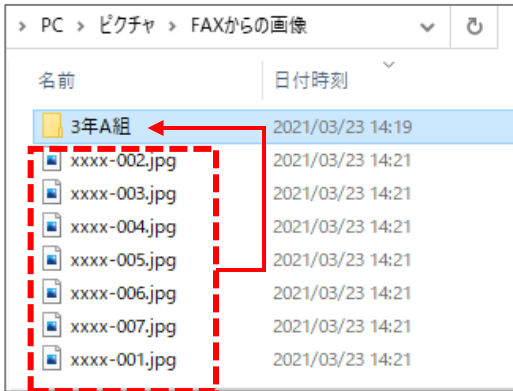 PC › ピクチャ › FAXからの画像
名前 日付時刻
3年A組 2021/03/23 14:19
xxxx-002.jpg 2021/03/23 14:21
xxxx-003.jpg 2021/03/23 14:21
xxxx-004.jpg 2021/03/23 14:21
xxxx-005.jpg 2021/03/23 14:21
xxxx-006.jpg 2021/03/23 14:21
xxxx-007.jpg 2021/03/23 14:21
xxxx-001.jpg 2021/03/23 14:21